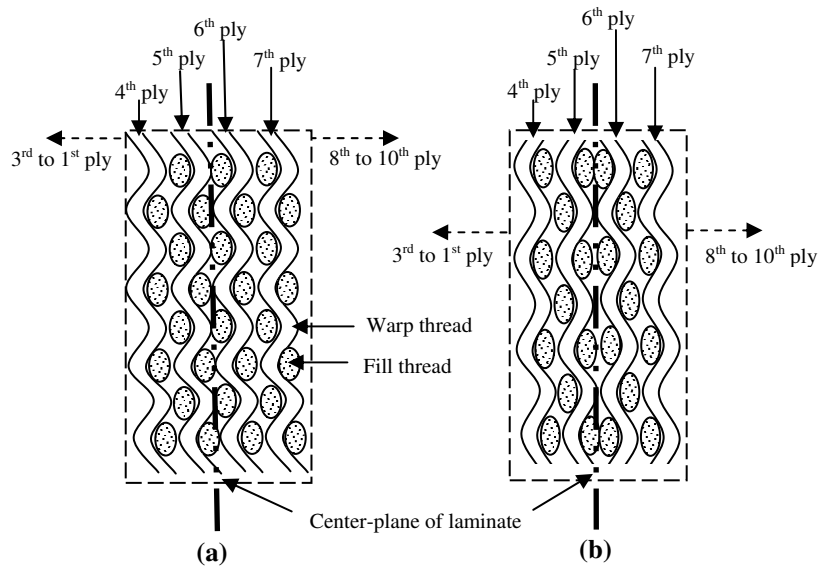 6th ply
5th ply
7th ply
4th ply
3rd to 1st ply
8th to 10th ply
Warp thread
Fill thread
Center-plane of laminate
(a)
6th ply
5th ply
7th ply
4th ply
3rd to 1st ply
8th to 10th ply
(b)